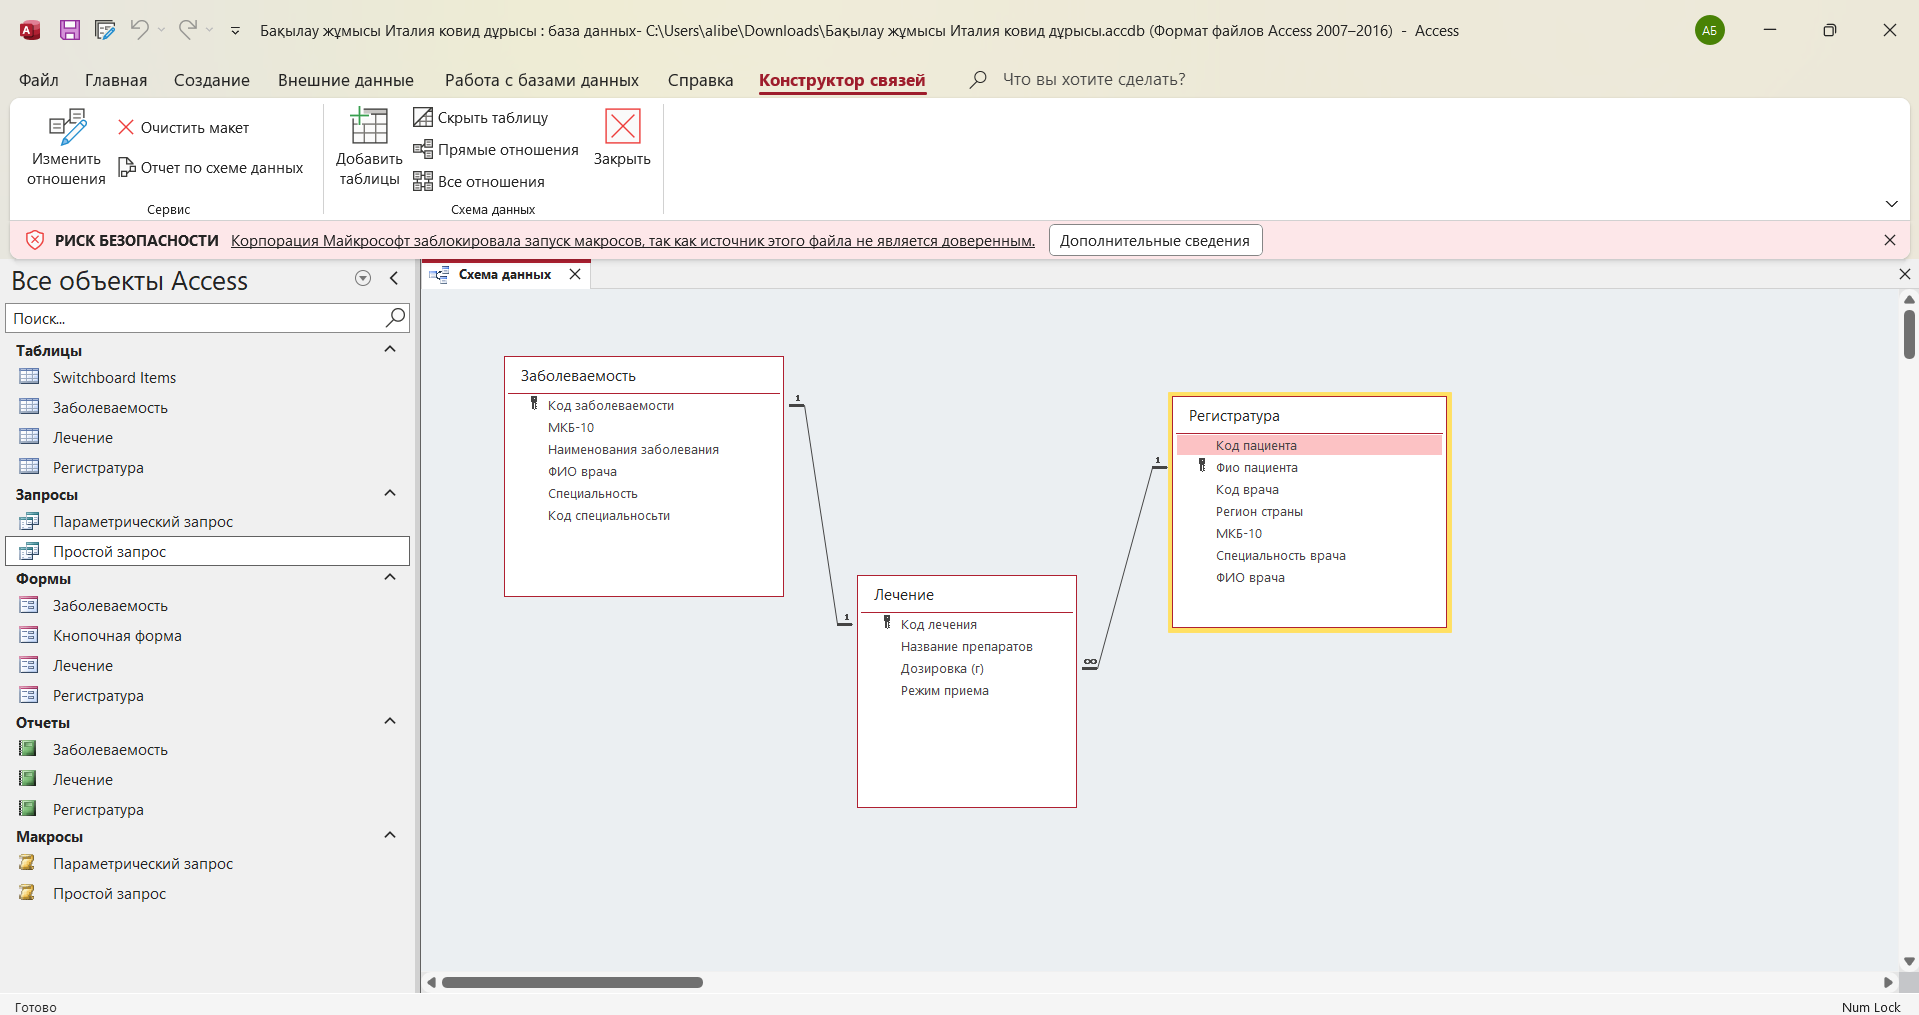 Бақылау жұмысы Италия ковид дұрысы : база данных- C:\Users\alibe\Downloads\Бақылау жұмысы Италия ковид дұрысы.accdb (Формат файлов Access 2007–2016) - Access
АБ
Файл Главная Создание Внешние данные Работа с базами данных Справка Конструктор связей Что вы хотите сделать?
Изменить отношения
Очистить макет
Отчет по схеме данных
Сервис
Добавить таблицы
Скрыть таблицу
Прямые отношения
Все отношения
Закрыть
Схема данных
РИСК БЕЗОПАСНОСТИ Корпорация Майкрософт заблокировала запуск макросов, так как источник этого файла не является доверенным. Дополнительные сведения
Все объекты Access
Поиск...
Таблицы
Switchboard Items
Заболеваемость
Лечение
Регистратура
Запросы
Параметрический запрос
Простой запрос
Формы
Заболеваемость
Кнопочная форма
Лечение
Регистратура
Отчеты
Заболеваемость
Лечение
Регистратура
Макросы
Параметрический запрос
Простой запрос
Схема данных
Заболеваемость
Код заболеваемости
МКБ-10
Наименования заболевания
ФИО врача
Специальность
Код специальносьти
1
1
Лечение
Код лечения
Название препаратов
Дозировка (г)
Режим приема
1
∞
Регистратура
Код пациента
Фио пациента
Код врача
Регион страны
МКБ-10
Специальность врача
ФИО врача
Готово
Num Lock